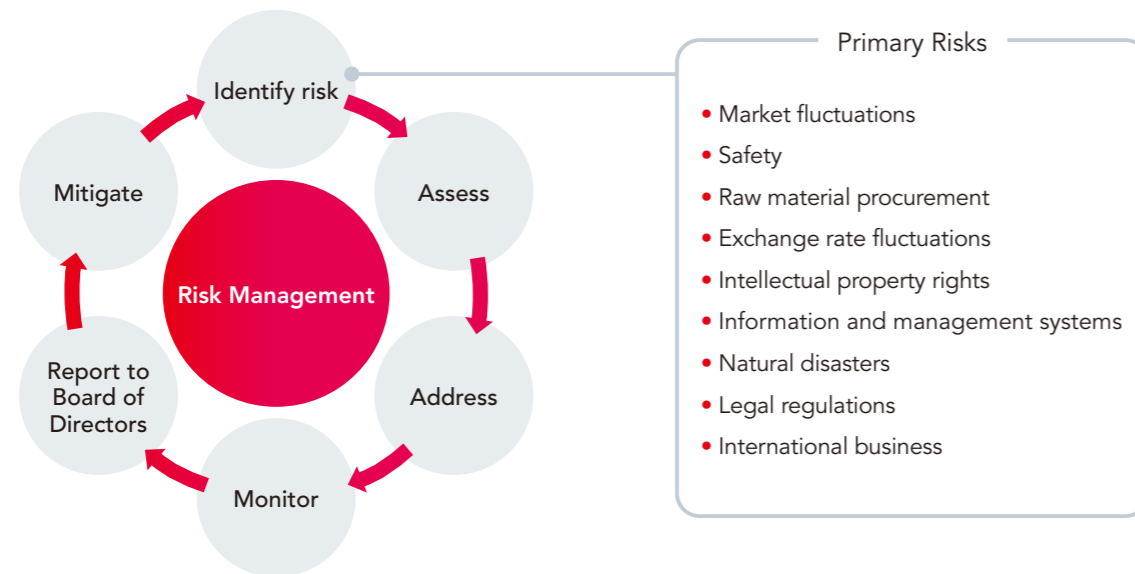 Identify risk
Assess
Address
Monitor
Report to
Board of
Directors
Mitigate
Risk Management
Primary Risks
• Market fluctuations
• Safety
• Raw material procurement
• Exchange rate fluctuations
• Intellectual property rights
• Information and management systems
• Natural disasters
• Legal regulations
• International business